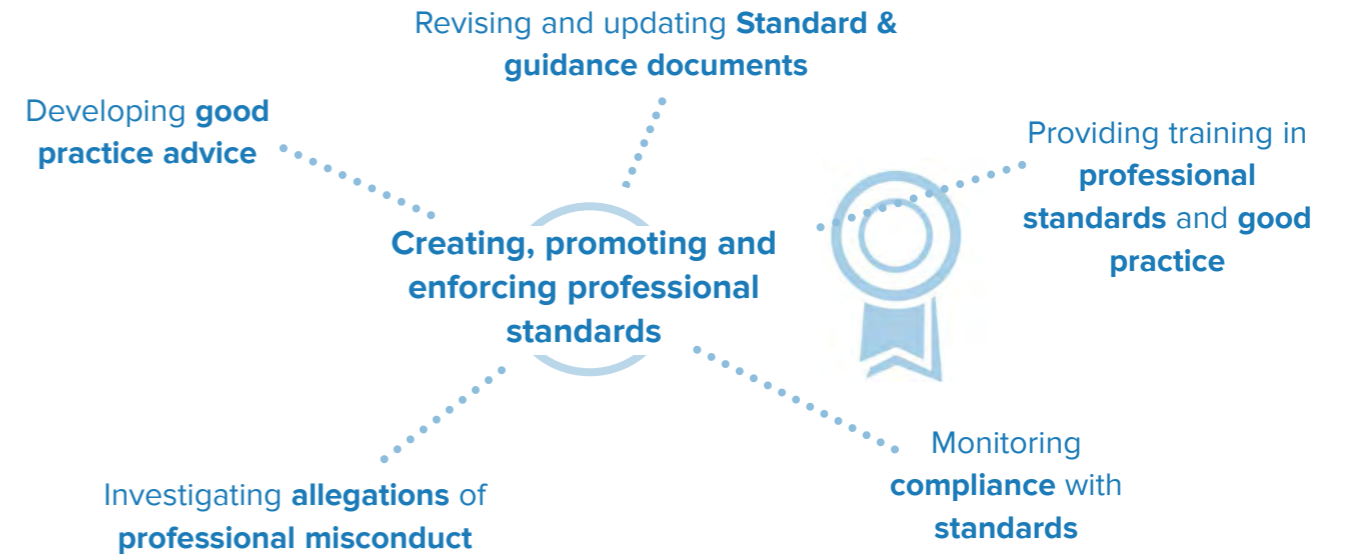 Revising and updating Standard &
guidance documents
Developing good
practice advice
Providing training in
professional
standards and good
practice
Creating, promoting and
enforcing professional
standards
Monitoring
compliance with
standards
Investigating allegations of
professional misconduct